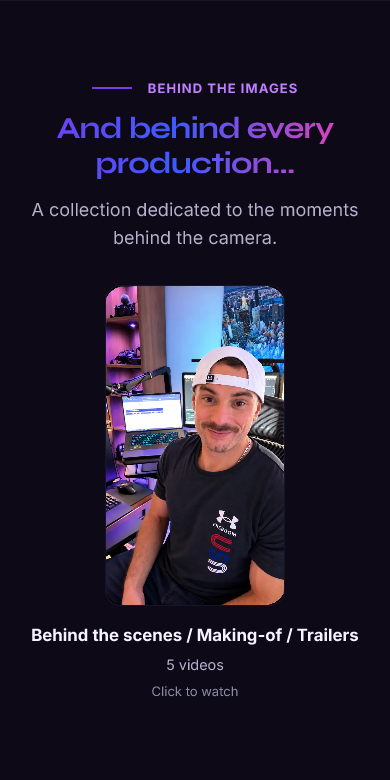 BEHIND THE IMAGES
And behind every
production...
A collection dedicated to the moments
behind the camera.
Behind the scenes / Making-of / Trailers
5 videos
Click to watch